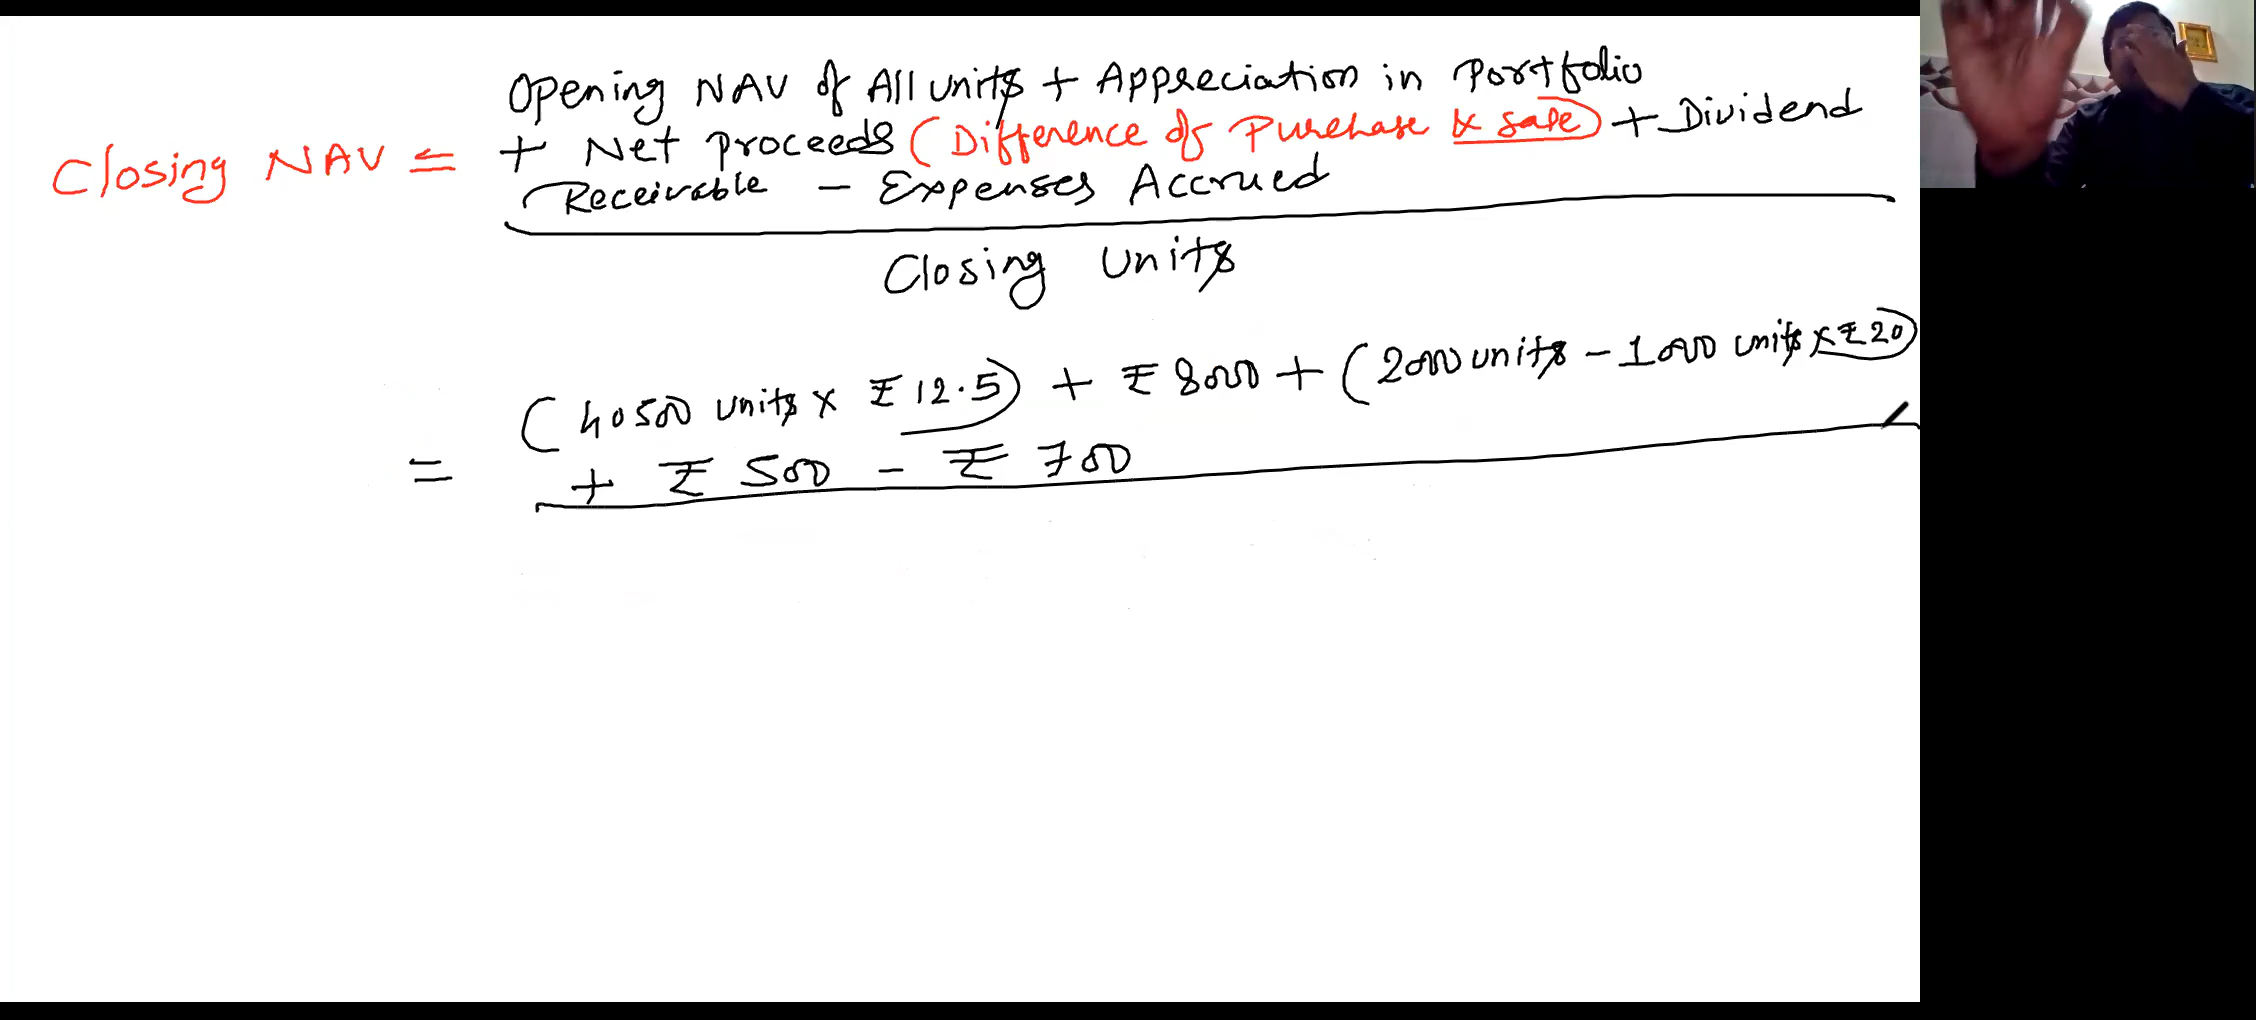 Opening NAV of All units + Appreciation in Portfolio
Closing NAV = + Net proceeds (Difference of Purchase & sale) + Dividend
Receivable - Expenses Accrued
Closing Units
(40500 units × ₹ 12.5) + ₹ 8000 + (2000 units - 1000 units × ₹ 20)
= + ₹ 500 - ₹ 700